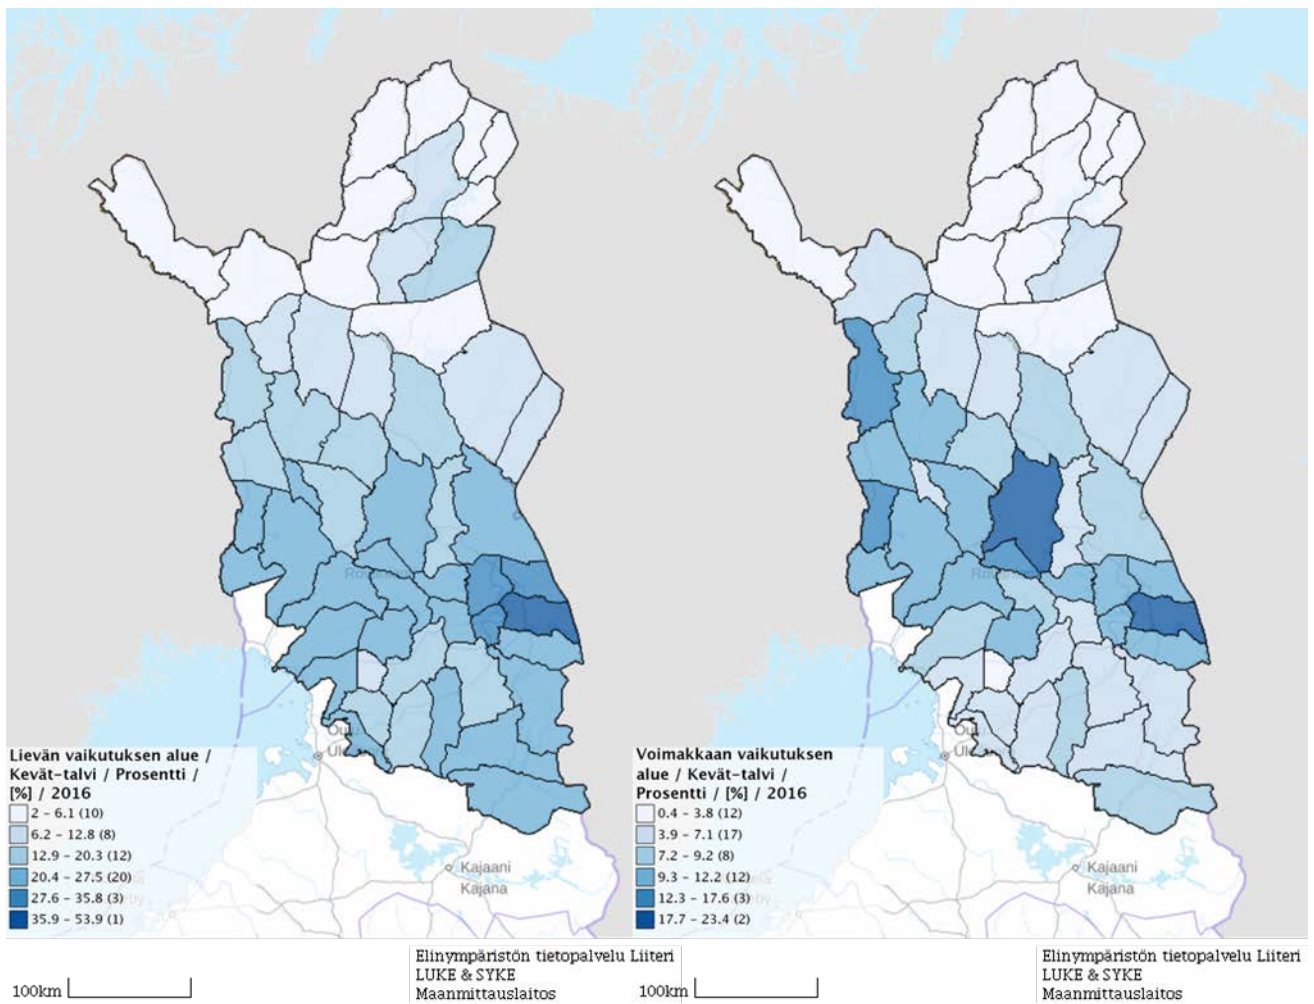 Lievän vaikutuksen alue /
Kevät-talvi / Prosentti /
[%] / 2016
2 - 6.1 (10)
6.2 - 12.8 (8)
12.9 - 20.3 (12)
20.4 - 27.5 (20)
27.6 - 35.8 (3)
35.9 - 53.9 (1)
Kajaani
Kajana
100km
Elinympäristön tietopalvelu Liiteri
LUKE & SYKE
Maanmittauslaitos
Voimakkaan vaikutuksen
alue / Kevät-talvi /
Prosentti / [%] / 2016
0.4 - 3.8 (12)
3.9 - 7.1 (17)
7.2 - 9.2 (8)
9.3 - 12.2 (12)
12.3 - 17.6 (3)
17.7 - 23.4 (2)
Kajaani
Kajana
100km
Elinympäristön tietopalvelu Liiteri
LUKE & SYKE
Maanmittauslaitos